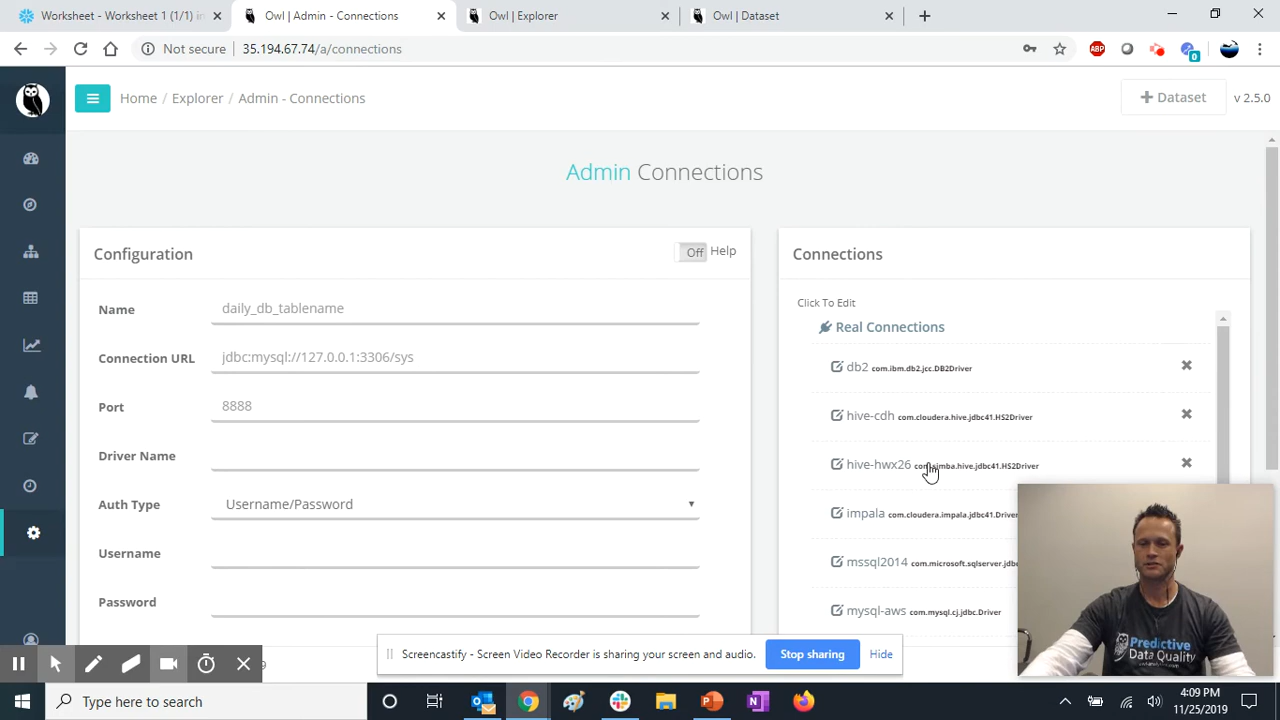 Worksheet - Worksheet 1 (1/1) in
Owl | Admin - Connections
Owl | Explorer
Owl | Dataset
Not secure 35.194.67.74/a/connections
ABP
0
Home / Explorer / Admin - Connections
+ Dataset v 2.5.0
Admin Connections
Configuration
Off Help
Name daily_db_tablename
Connection URL jdbc:mysql://127.0.0.1:3306/sys
Port 8888
Driver Name
Auth Type Username/Password
Username
Password
Connections
Click To Edit
Real Connections
db2 com.ibm.db2.jcc.DB2Driver
hive-cdh com.cloudera.hive.jdbc41.HS2Driver
hive-hwx26 com.simba.hive.jdbc41.HS2Driver
impala com.cloudera.impala.jdbc41.Driver
mssql2014 com.microsoft.sqlserver.jdbc
mysql-aws com.mysql.cj.jdbc.Driver
Predictive
Data Quality
Screencastify - Screen Video Recorder is sharing your screen and audio.
Stop sharing
Hide
Type here to search
4:09 PM
11/25/2019